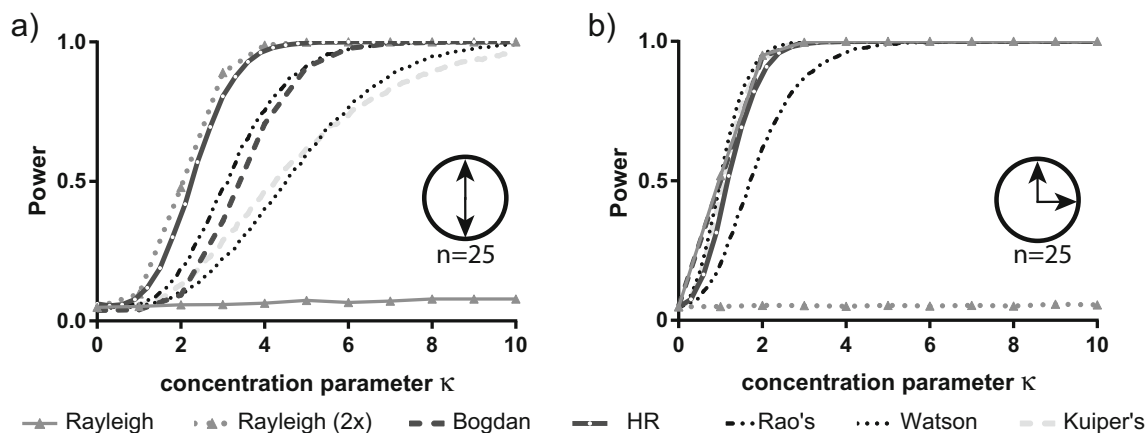 a)
b)
1.0
0.5
0.0
Power
n=25
0 2 4 6 8 10
concentration parameter κ
1.0
0.5
0
Power
n=25
0 2 4 6 8 10
concentration parameter κ
Rayleigh Rayleigh (2x) Bogdan HR Rao's Watson Kuiper's